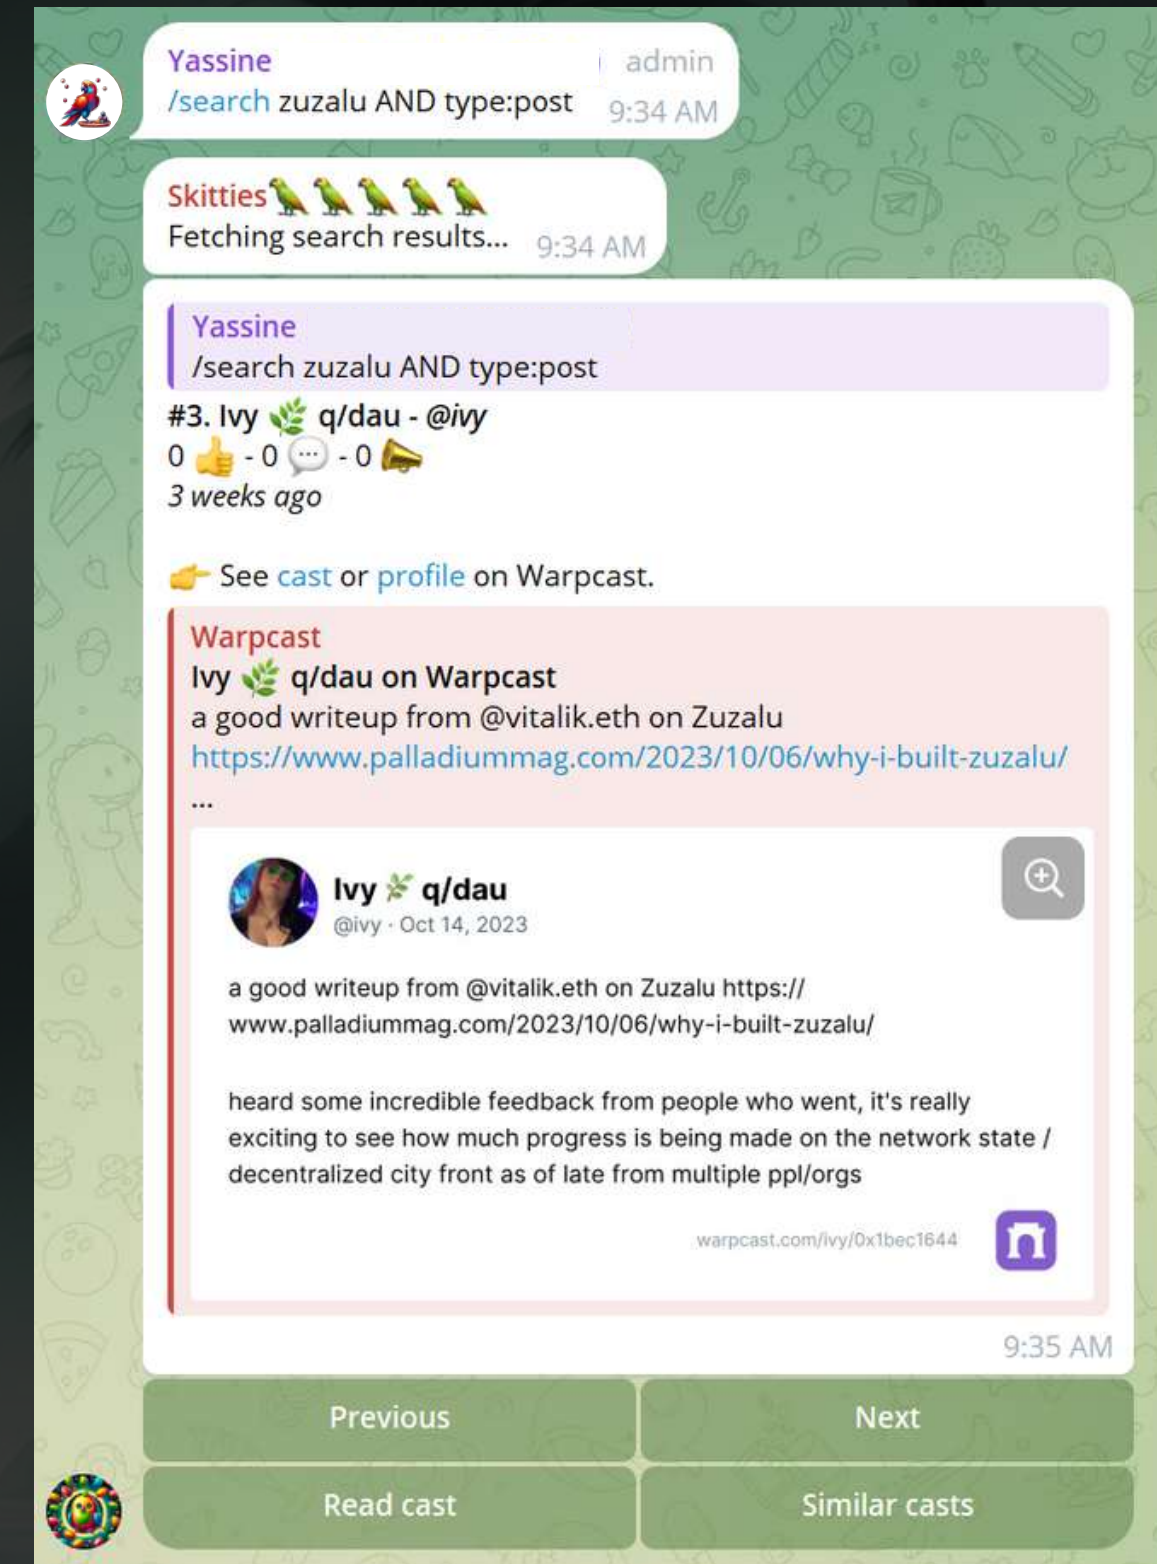 Yassine admin
/search zuzalu AND type:post 9:34 AM
Skitties🦜🦜🦜🦜🦜
Fetching search results... 9:34 AM
Yassine
/search zuzalu AND type:post
#3. Ivy 🌿 q/dau - @ivy
0 👍 - 0 💬 - 0 📣
3 weeks ago
👉 See cast or profile on Warpcast.
Warpcast
Ivy 🌿 q/dau on Warpcast
a good writeup from @vitalik.eth on Zuzalu
https://www.palladiummag.com/2023/10/06/why-i-built-zuzalu/
...
Ivy 🌿 q/dau
@ivy · Oct 14, 2023
a good writeup from @vitalik.eth on Zuzalu https://
www.palladiummag.com/2023/10/06/why-i-built-zuzalu/
heard some incredible feedback from people who went, it's really
exciting to see how much progress is being made on the network state /
decentralized city front as of late from multiple ppl/orgs
warpcast.com/ivy/0x1bec1644
9:35 AM
Previous Next
Read cast Similar casts